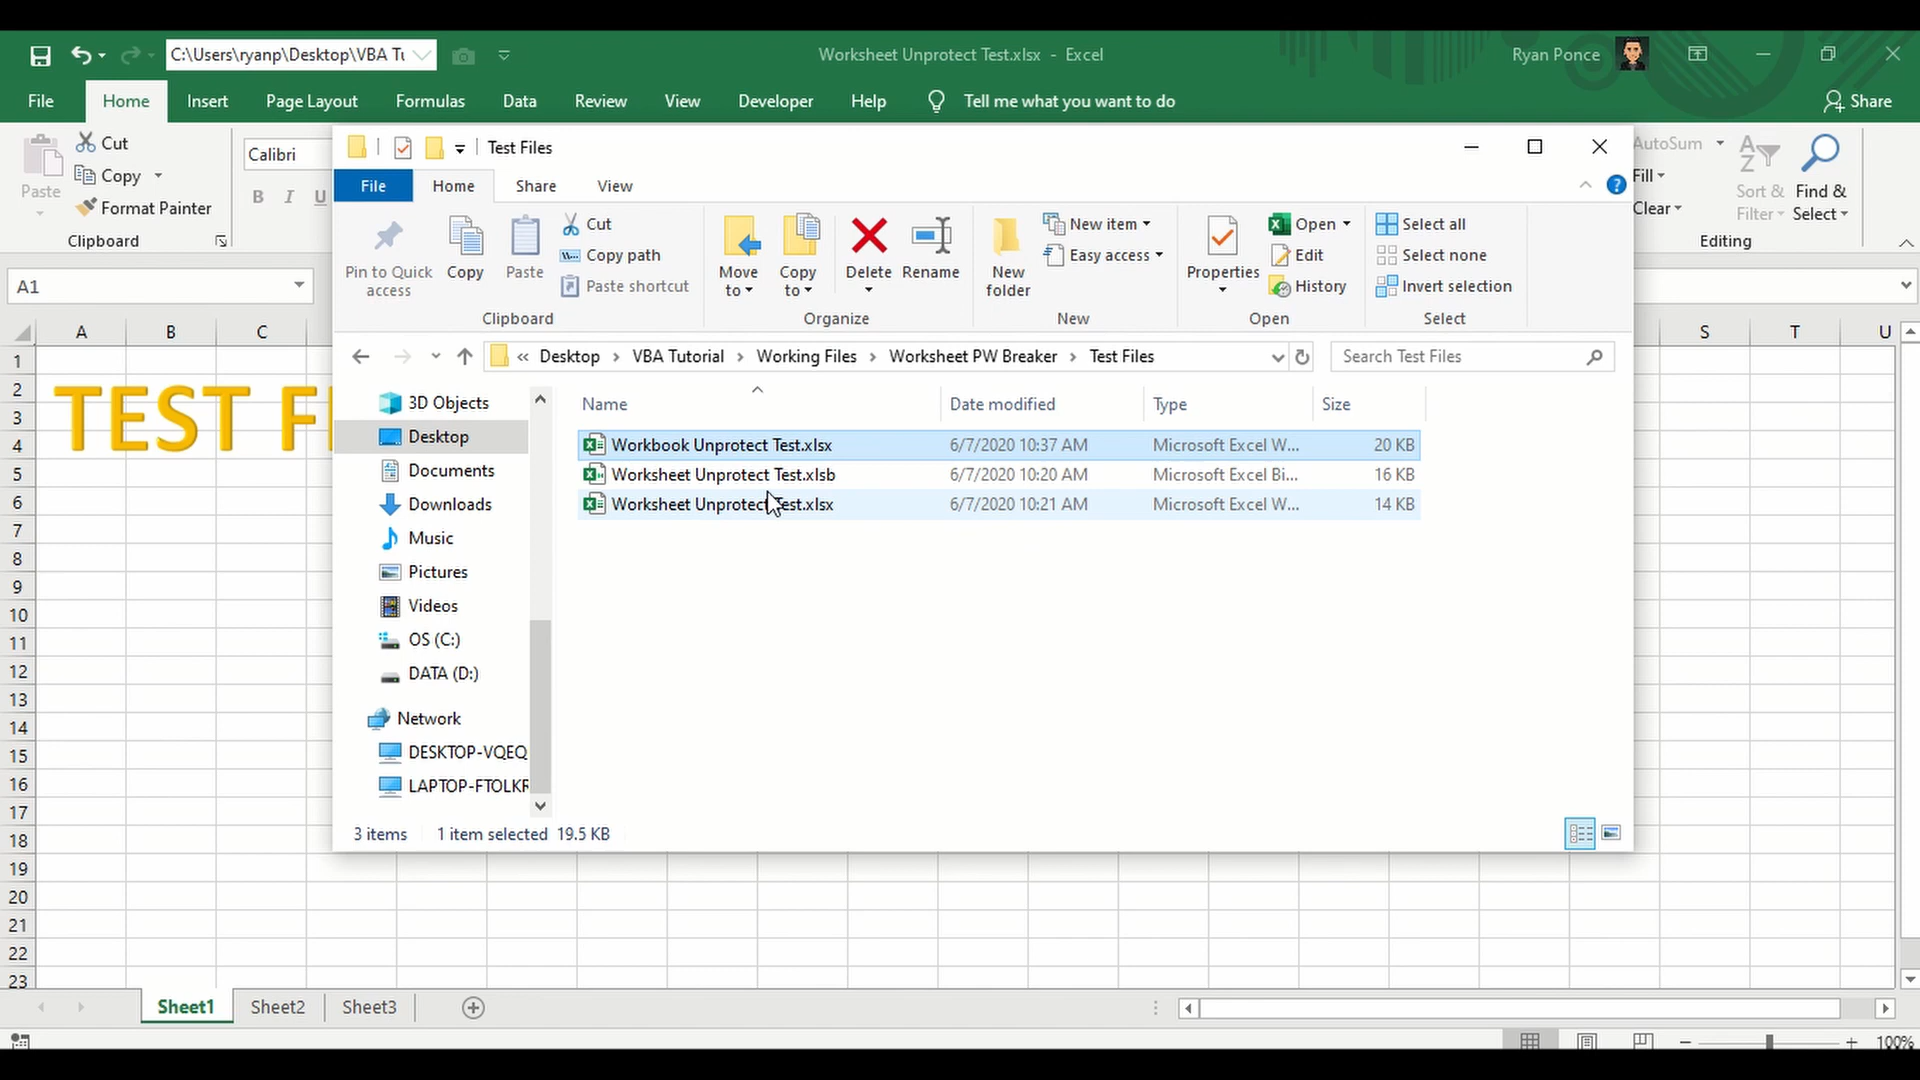 C:\Users\ryanp\Desktop\VBA Tu
Worksheet Unprotect Test.xlsx - Excel
Ryan Ponce
File Home Insert Page Layout Formulas Data Review View Developer Help Tell me what you want to do
Share
Paste
Cut
Copy
Format Painter
Clipboard
Calibri
B I U
AutoSum
Fill
Clear
Sort &
Filter
Find &
Select
Editing
A1
A B C S T U
1
2
3
4
5
6
7
8
9
10
11
12
13
14
15
16
17
18
19
20
21
22
23
TEST F
Test Files
File Home Share View
Pin to Quick
access
Copy
Paste
Cut
Copy path
Paste shortcut
Clipboard
Move
to
Copy
to
Delete
Rename
Organize
New
folder
New item
Easy access
New
Properties
Open
Edit
History
Open
Select all
Select none
Invert selection
Select
« Desktop > VBA Tutorial > Working Files > Worksheet PW Breaker > Test Files
Search Test Files
3D Objects
Desktop
Documents
Downloads
Music
Pictures
Videos
OS (C:)
DATA (D:)
Network
DESKTOP-VQEQ
LAPTOP-FTOLKR
Name Date modified Type Size
Workbook Unprotect Test.xlsx 6/7/2020 10:37 AM Microsoft Excel W... 20 KB
Worksheet Unprotect Test.xlsb 6/7/2020 10:20 AM Microsoft Excel Bi... 16 KB
Worksheet Unprotect Test.xlsx 6/7/2020 10:21 AM Microsoft Excel W... 14 KB
3 items 1 item selected 19.5 KB
Sheet1 Sheet2 Sheet3
100%